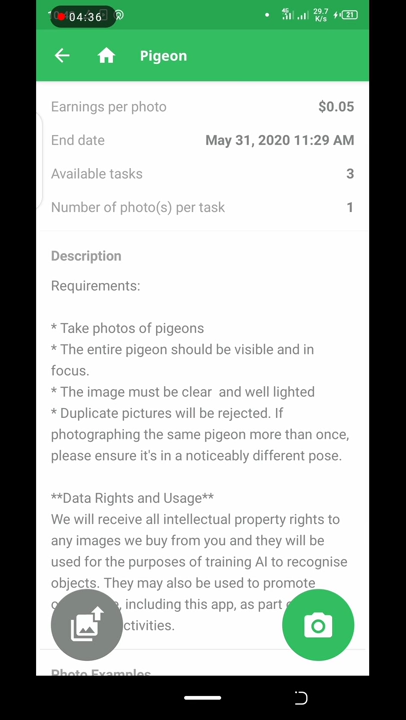 04:36
4G
29.7
K/s
21
Pigeon
Earnings per photo $0.05
End date May 31, 2020 11:29 AM
Available tasks 3
Number of photo(s) per task 1
Description
Requirements:
* Take photos of pigeons
* The entire pigeon should be visible and in
focus.
* The image must be clear  and well lighted
* Duplicate pictures will be rejected. If
photographing the same pigeon more than once,
please ensure it's in a noticeably different pose.
**Data Rights and Usage**
We will receive all intellectual property rights to
any images we buy from you and they will be
used for the purposes of training AI to recognise
objects. They may also be used to promote
, including this app, as part
ctivities.
Photo Examples